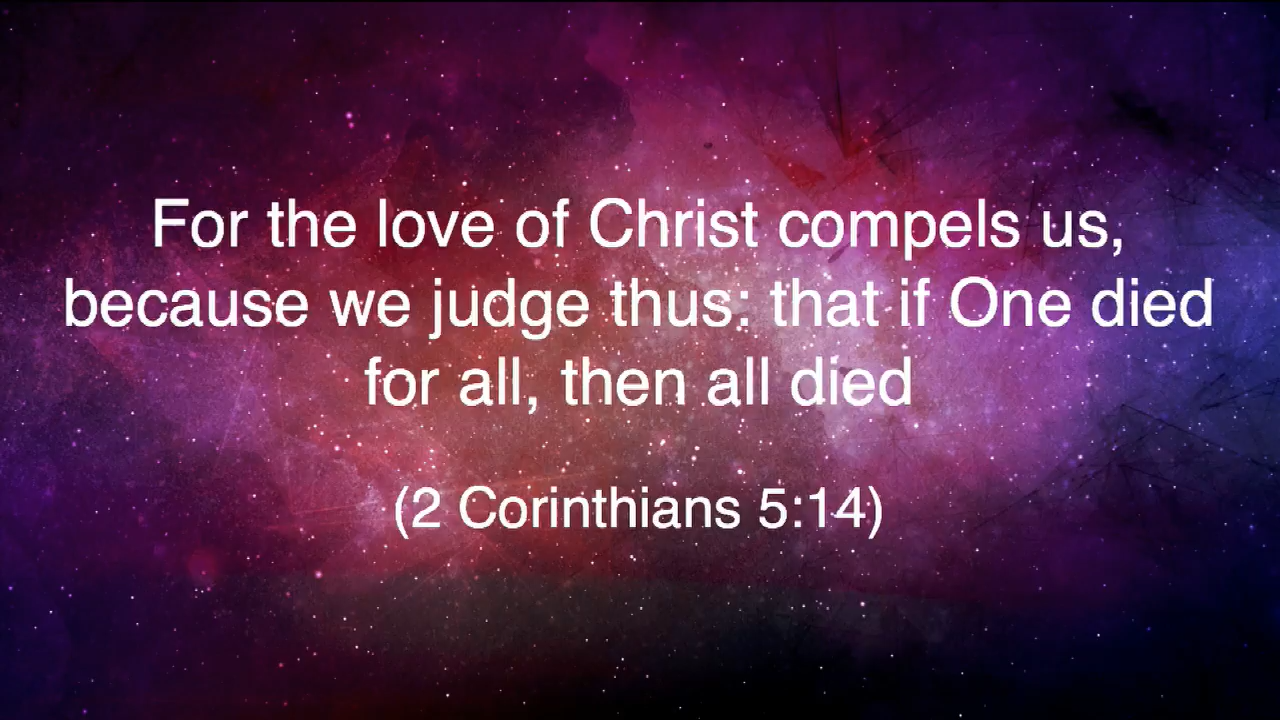 For the love of Christ compels us,
because we judge thus: that if One died
for all, then all died
(2 Corinthians 5:14)